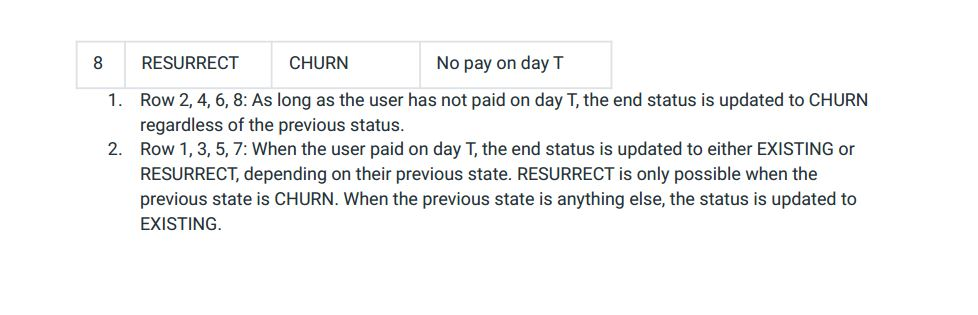 8 RESURRECT CHURN No pay on day T
1. Row 2, 4, 6, 8: As long as the user has not paid on day T, the end status is updated to CHURN
regardless of the previous status.
2. Row 1, 3, 5, 7: When the user paid on day T, the end status is updated to either EXISTING or
RESURRECT, depending on their previous state. RESURRECT is only possible when the
previous state is CHURN. When the previous state is anything else, the status is updated to
EXISTING.